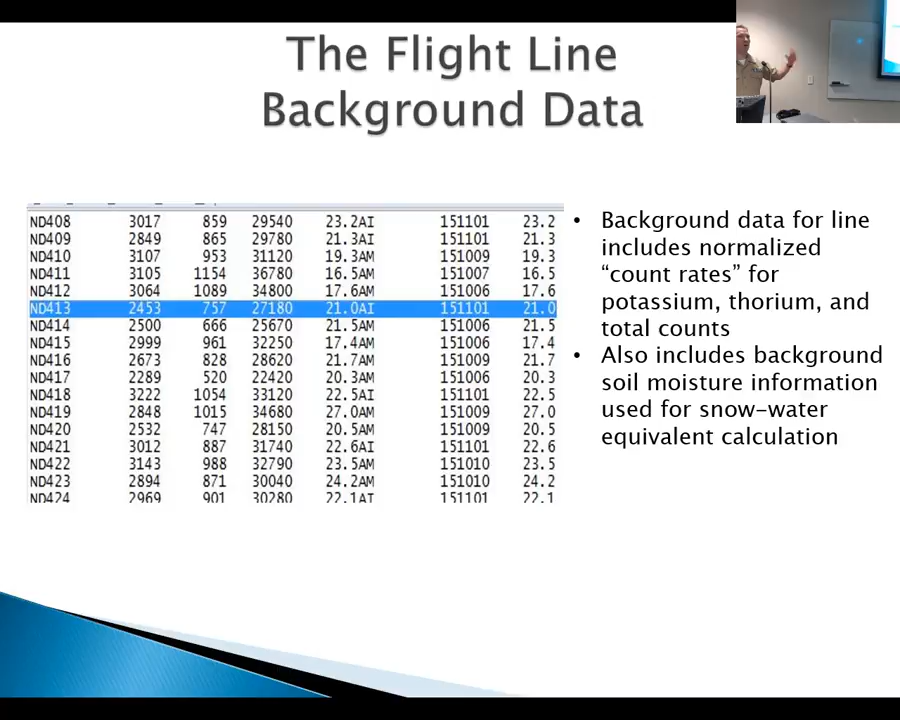 The Flight Line
Background Data
ND408 3017 859 29540 23.2AI 151101 23.2
ND409 2849 865 29780 21.3AI 151101 21.3
ND410 3107 953 31120 19.3AM 151009 19.3
ND411 3105 1154 36780 16.5AM 151007 16.5
ND412 3064 1089 34800 17.6AM 151006 17.6
ND413 2453 757 27180 21.0AI 151101 21.0
ND414 2500 666 25670 21.5AM 151006 21.5
ND415 2999 961 32250 17.4AM 151006 17.4
ND416 2673 828 28620 21.7AM 151009 21.7
ND417 2289 520 22420 20.3AM 151006 20.3
ND418 3222 1054 33120 22.5AI 151101 22.5
ND419 2848 1015 34680 27.0AM 151009 27.0
ND420 2532 747 28150 20.5AM 151009 20.5
ND421 3012 887 31740 22.6AI 151101 22.6
ND422 3143 988 32790 23.5AM 151010 23.5
ND423 2894 871 30040 24.2AM 151010 24.2
ND424 2969 901 30280 22.1AI 151101 22.1
• Background data for line
includes normalized
“count rates” for
potassium, thorium, and
total counts
• Also includes background
soil moisture information
used for snow-water
equivalent calculation